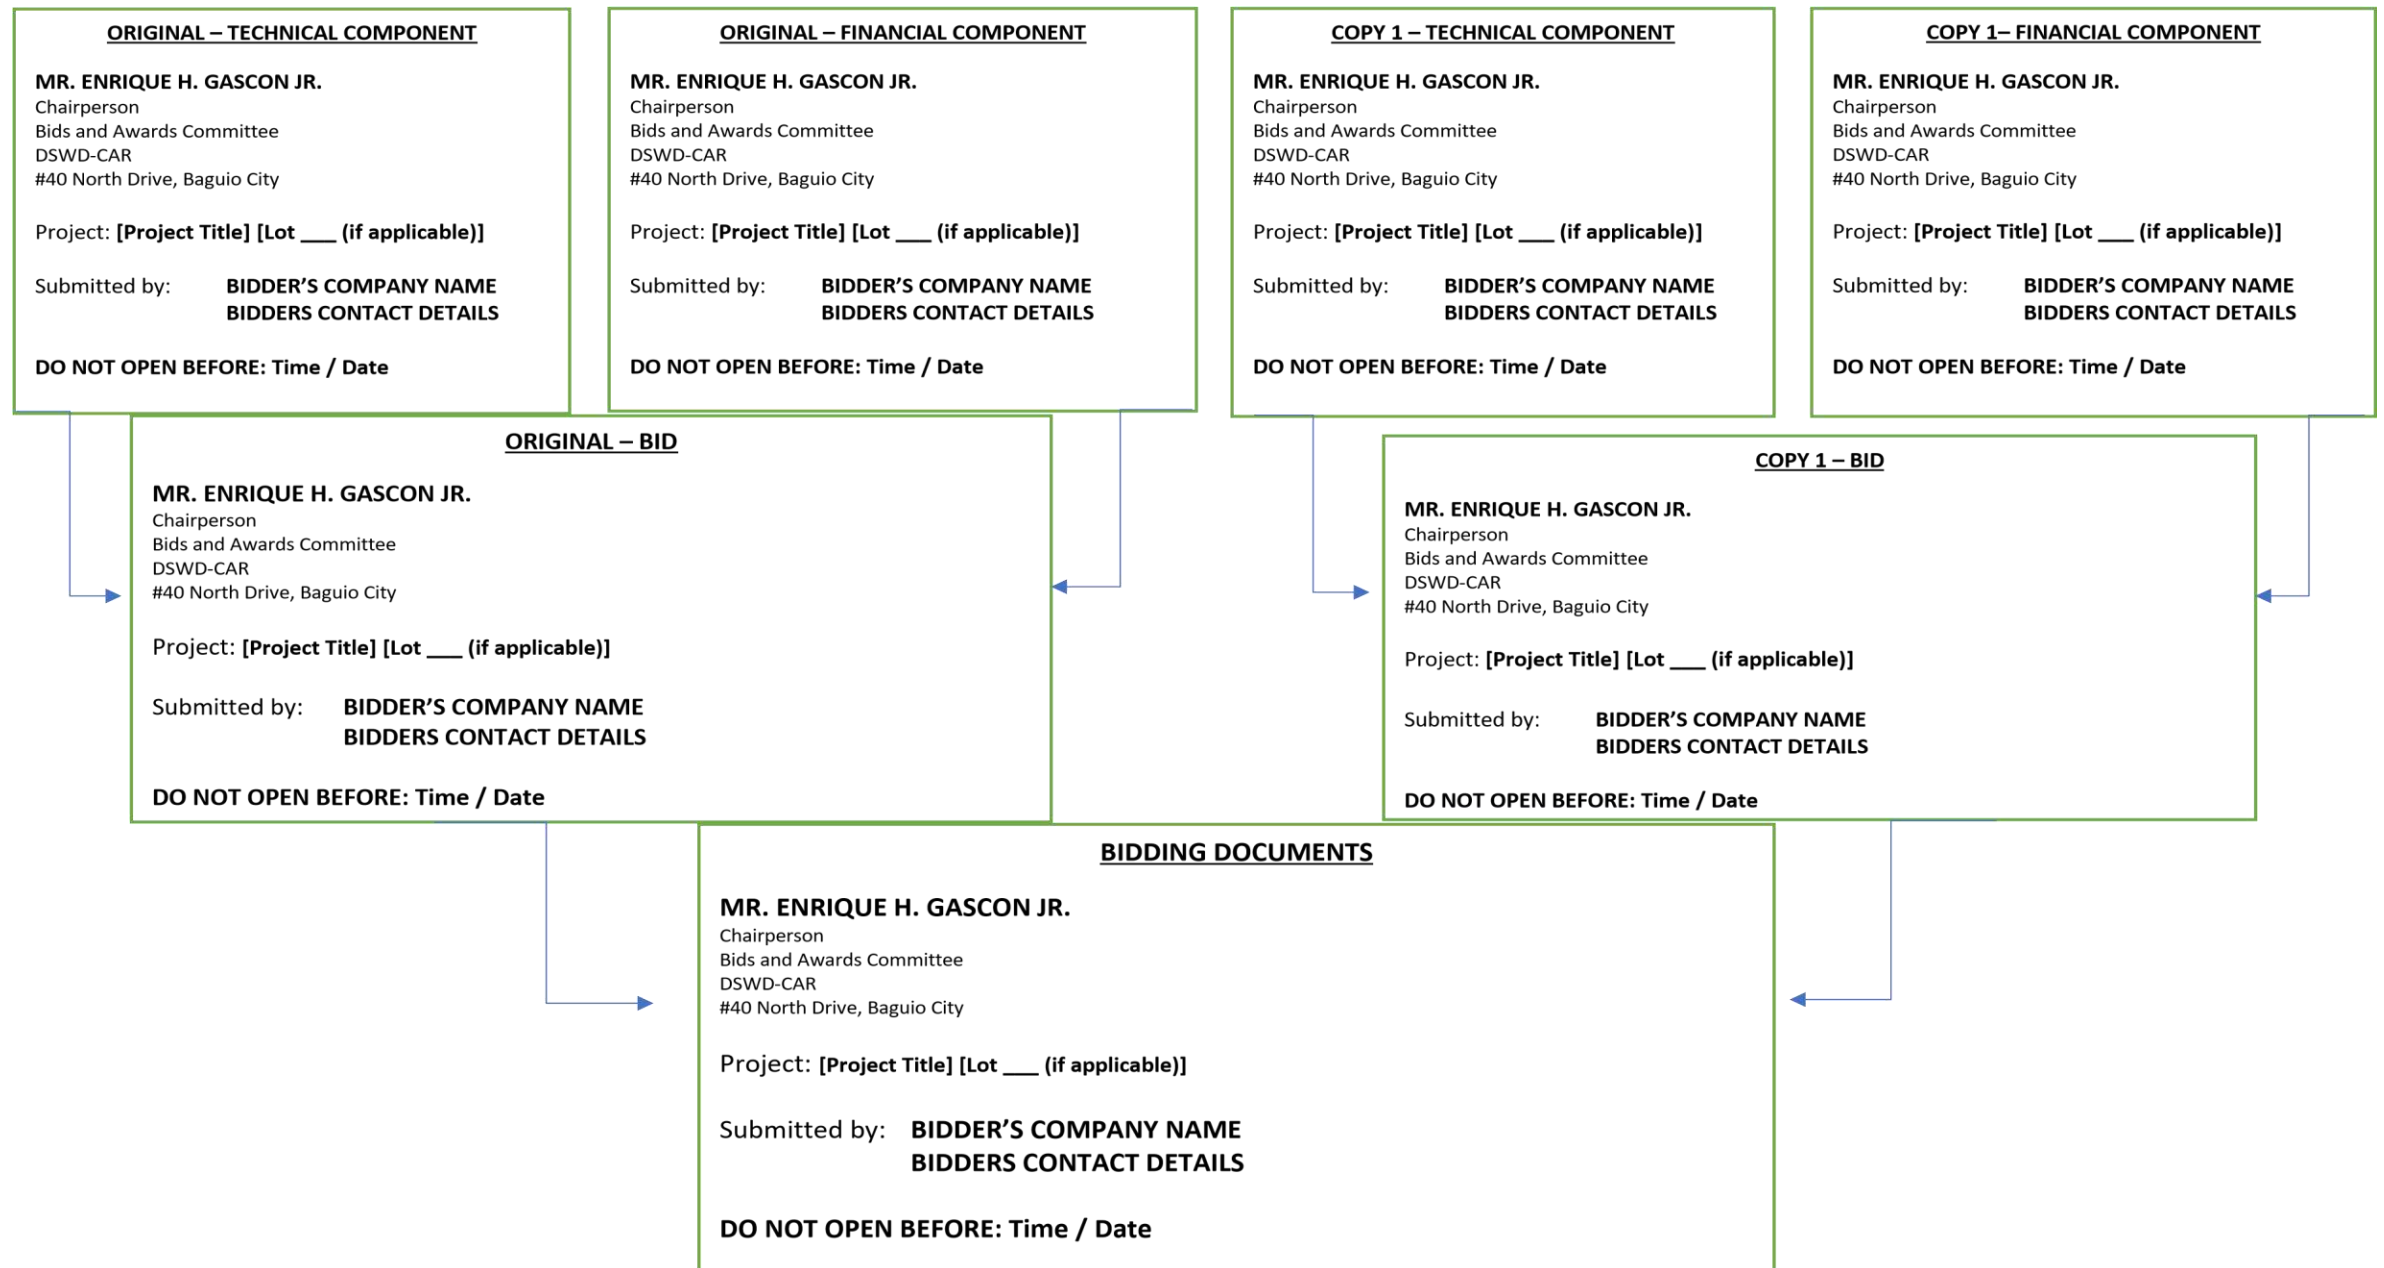 ORIGINAL – TECHNICAL COMPONENT
MR. ENRIQUE H. GASCON JR.
Chairperson
Bids and Awards Committee
DSWD-CAR
#40 North Drive, Baguio City
Project: [Project Title] [Lot ___ (if applicable)]
Submitted by: BIDDER’S COMPANY NAME
BIDDERS CONTACT DETAILS
DO NOT OPEN BEFORE: Time / Date
ORIGINAL – FINANCIAL COMPONENT
MR. ENRIQUE H. GASCON JR.
Chairperson
Bids and Awards Committee
DSWD-CAR
#40 North Drive, Baguio City
Project: [Project Title] [Lot ___ (if applicable)]
Submitted by: BIDDER’S COMPANY NAME
BIDDERS CONTACT DETAILS
DO NOT OPEN BEFORE: Time / Date
COPY 1 – TECHNICAL COMPONENT
MR. ENRIQUE H. GASCON JR.
Chairperson
Bids and Awards Committee
DSWD-CAR
#40 North Drive, Baguio City
Project: [Project Title] [Lot ___ (if applicable)]
Submitted by: BIDDER’S COMPANY NAME
BIDDERS CONTACT DETAILS
DO NOT OPEN BEFORE: Time / Date
COPY 1– FINANCIAL COMPONENT
MR. ENRIQUE H. GASCON JR.
Chairperson
Bids and Awards Committee
DSWD-CAR
#40 North Drive, Baguio City
Project: [Project Title] [Lot ___ (if applicable)]
Submitted by: BIDDER’S COMPANY NAME
BIDDERS CONTACT DETAILS
DO NOT OPEN BEFORE: Time / Date
ORIGINAL – BID
MR. ENRIQUE H. GASCON JR.
Chairperson
Bids and Awards Committee
DSWD-CAR
#40 North Drive, Baguio City
Project: [Project Title] [Lot ___ (if applicable)]
Submitted by: BIDDER’S COMPANY NAME
BIDDERS CONTACT DETAILS
DO NOT OPEN BEFORE: Time / Date
COPY 1 – BID
MR. ENRIQUE H. GASCON JR.
Chairperson
Bids and Awards Committee
DSWD-CAR
#40 North Drive, Baguio City
Project: [Project Title] [Lot ___ (if applicable)]
Submitted by: BIDDER’S COMPANY NAME
BIDDERS CONTACT DETAILS
DO NOT OPEN BEFORE: Time / Date
BIDDING DOCUMENTS
MR. ENRIQUE H. GASCON JR.
Chairperson
Bids and Awards Committee
DSWD-CAR
#40 North Drive, Baguio City
Project: [Project Title] [Lot ___ (if applicable)]
Submitted by: BIDDER’S COMPANY NAME
BIDDERS CONTACT DETAILS
DO NOT OPEN BEFORE: Time / Date